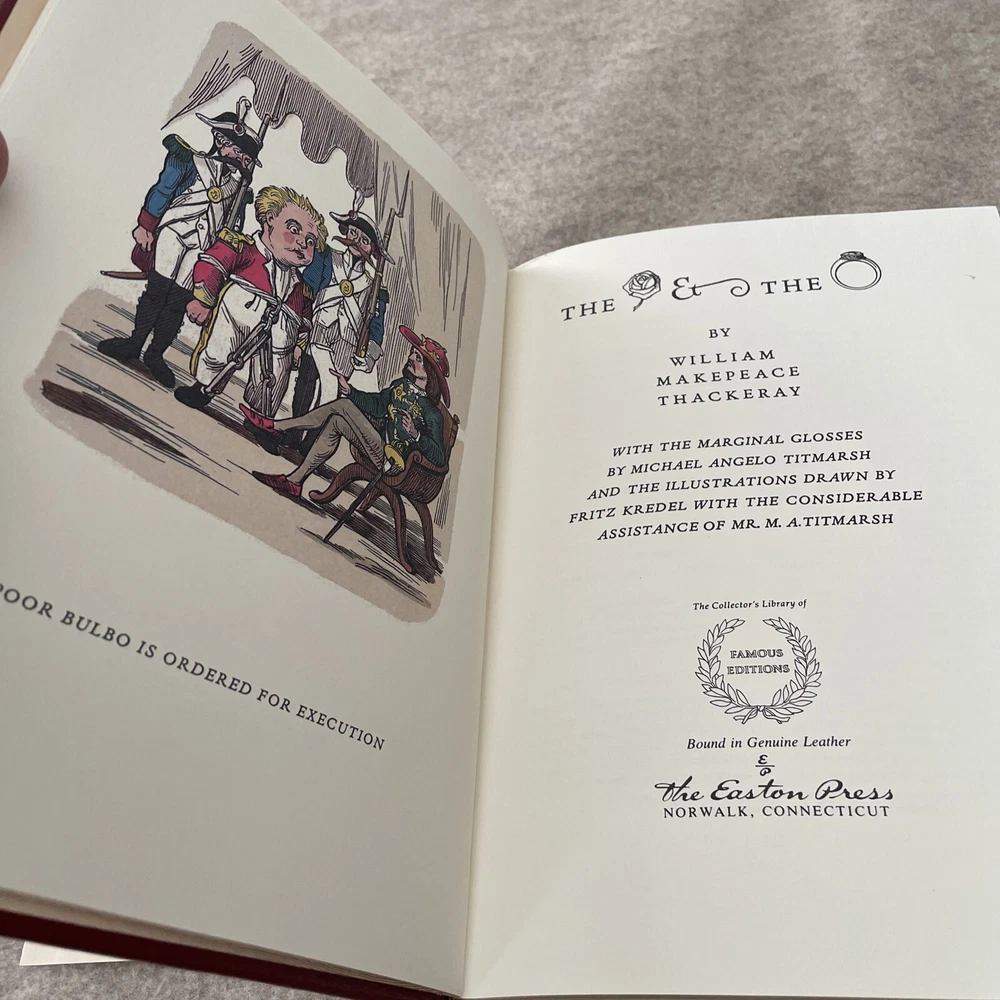 POOR BULBO IS ORDERED FOR EXECUTION
THE & THE
BY
WILLIAM
MAKEPEACE
THACKERAY
WITH THE MARGINAL GLOSSES
BY MICHAEL ANGELO TITMARSH
AND THE ILLUSTRATIONS DRAWN BY
FRITZ KREDEL WITH THE CONSIDERABLE
ASSISTANCE OF MR. M. A. TITMARSH
The Collector's Library of
FAMOUS
EDITIONS
Bound in Genuine Leather
E
P
The Easton Press
NORWALK, CONNECTICUT